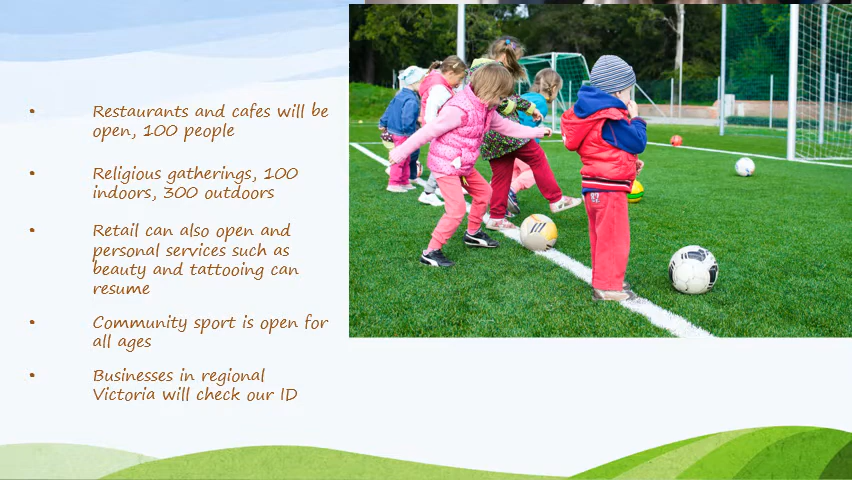 • Restaurants and cafes will be
open, 100 people
• Religious gatherings, 100
indoors, 300 outdoors
• Retail can also open and
personal services such as
beauty and tattooing can
resume
• Community sport is open for
all ages
• Businesses in regional
Victoria will check our ID